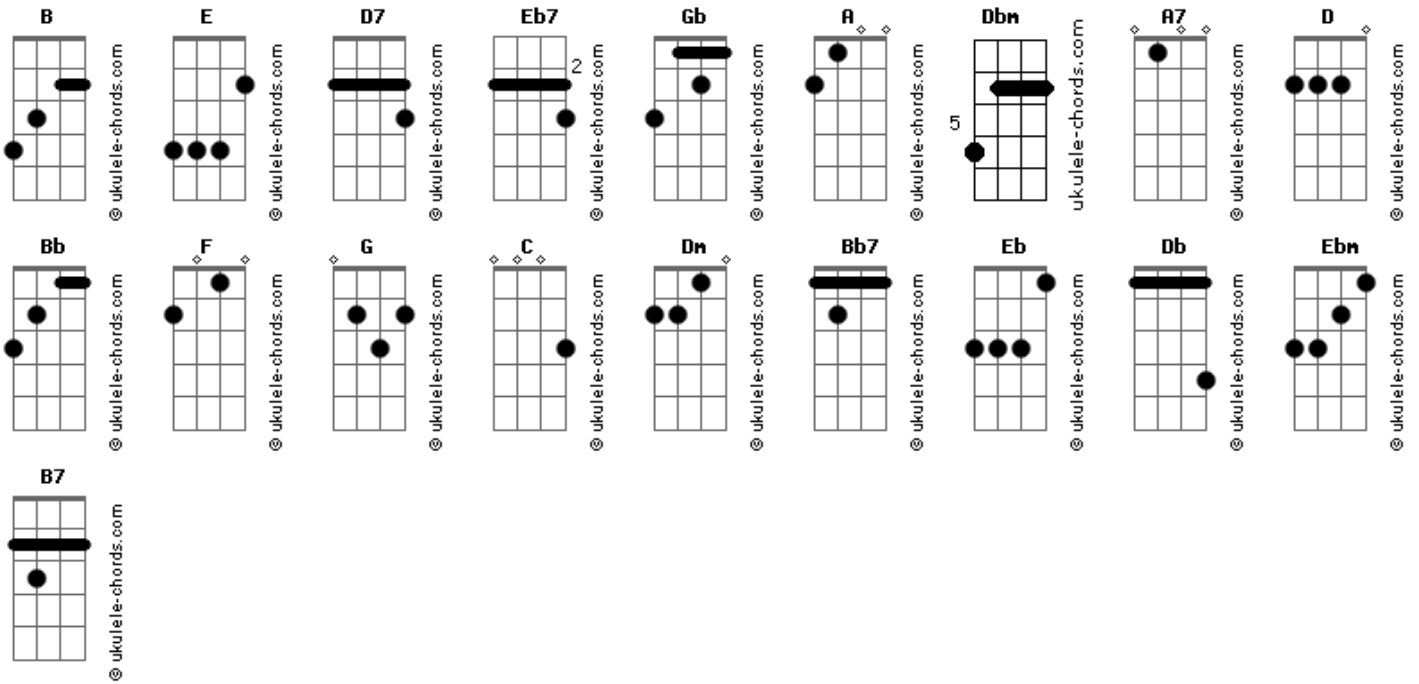 B E D7 Eb7 Gb A Dbm A7 D
2
5
© ukulele-chords.com © ukulele-chords.com © ukulele-chords.com © ukulele-chords.com © ukulele-chords.com © ukulele-chords.com ukulele-chords.com © ukulele-chords.com © ukulele-chords.com
Bb F G C Dm Bb7 Eb Db Ebm
© ukulele-chords.com © ukulele-chords.com © ukulele-chords.com © ukulele-chords.com © ukulele-chords.com © ukulele-chords.com © ukulele-chords.com © ukulele-chords.com © ukulele-chords.com
B7
© ukulele-chords.com